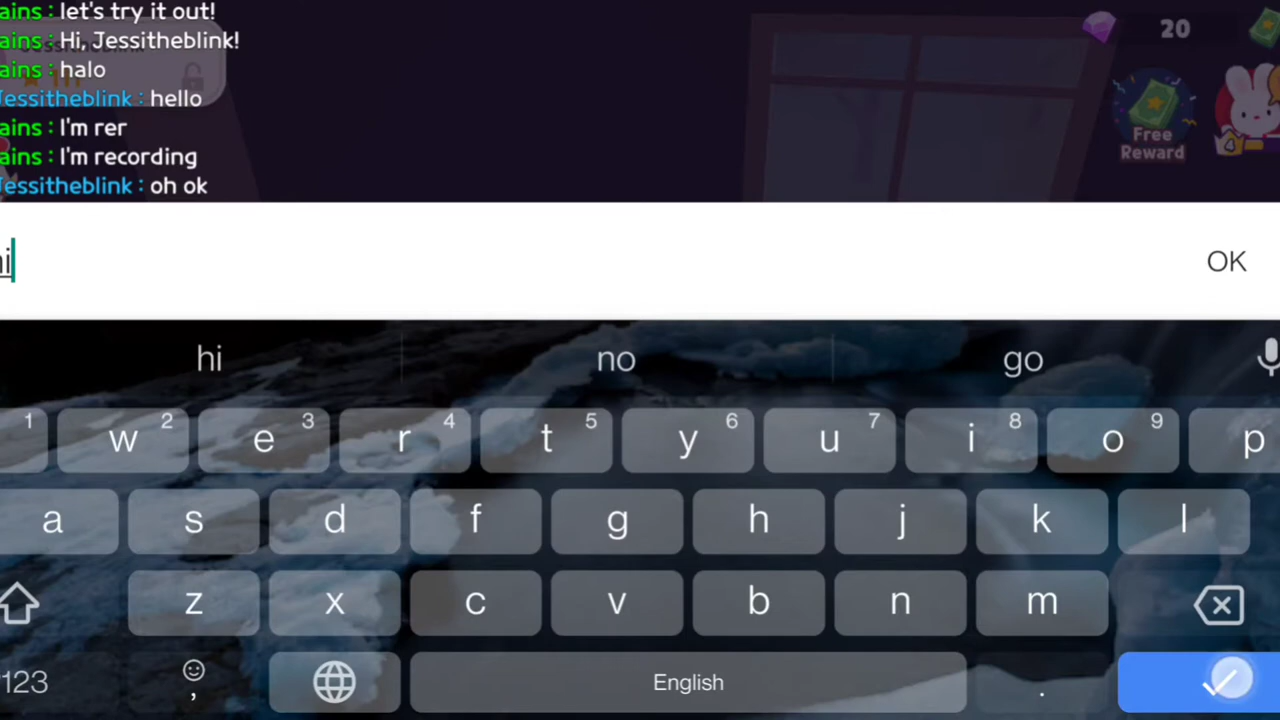 ains : let's try it out!
ains : Hi, Jessitheblink!
ains : halo
Jessitheblink : hello
ains : I'm rer
ains : I'm recording
Jessitheblink : oh ok
20
Free
Reward
4
hi
OK
hi no go
1 w 2 e 3 r 4 t 5 y 6 u 7 i 8 o 9 p
a s d f g h j k l
z x c v b n m
123 , English .